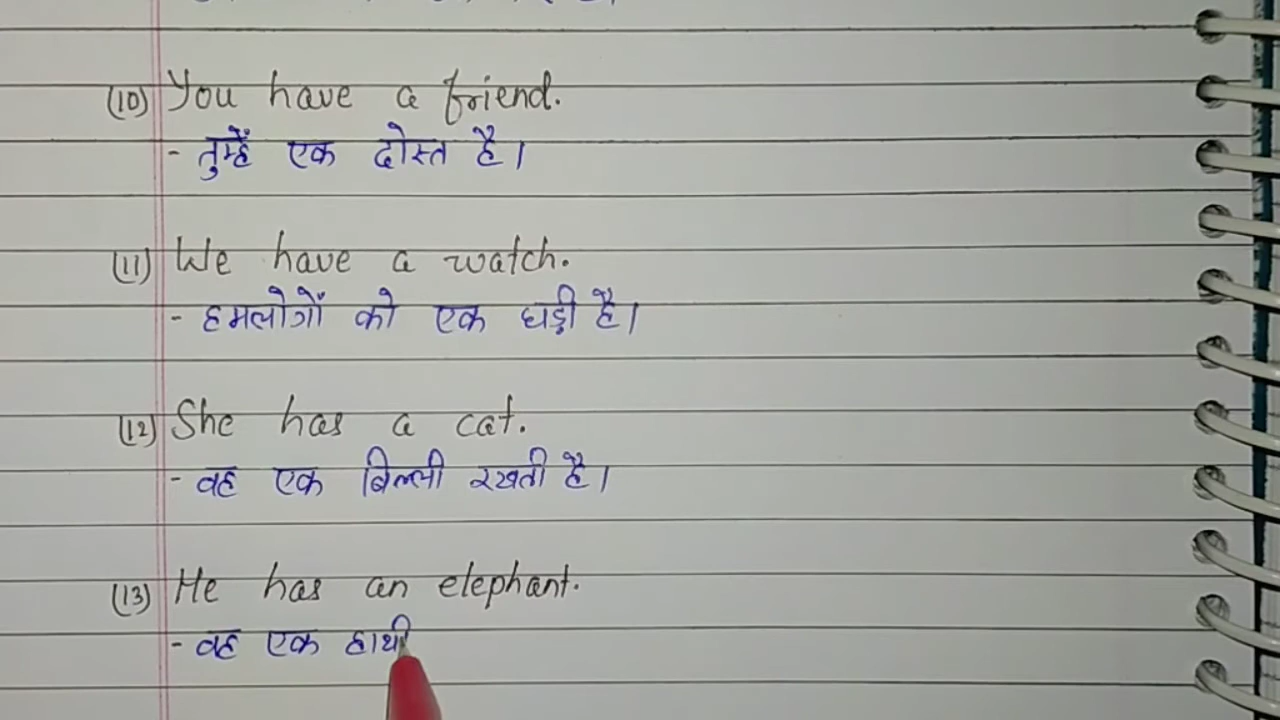 (10) You have a friend.
- तुम्हें एक दोस्त है।
(11) We have a watch.
- हमलोगों को एक घड़ी है।
(12) She has a cat.
- वह एक बिल्ली रखती है।
(13) He has an elephant.
- वह एक हाथी